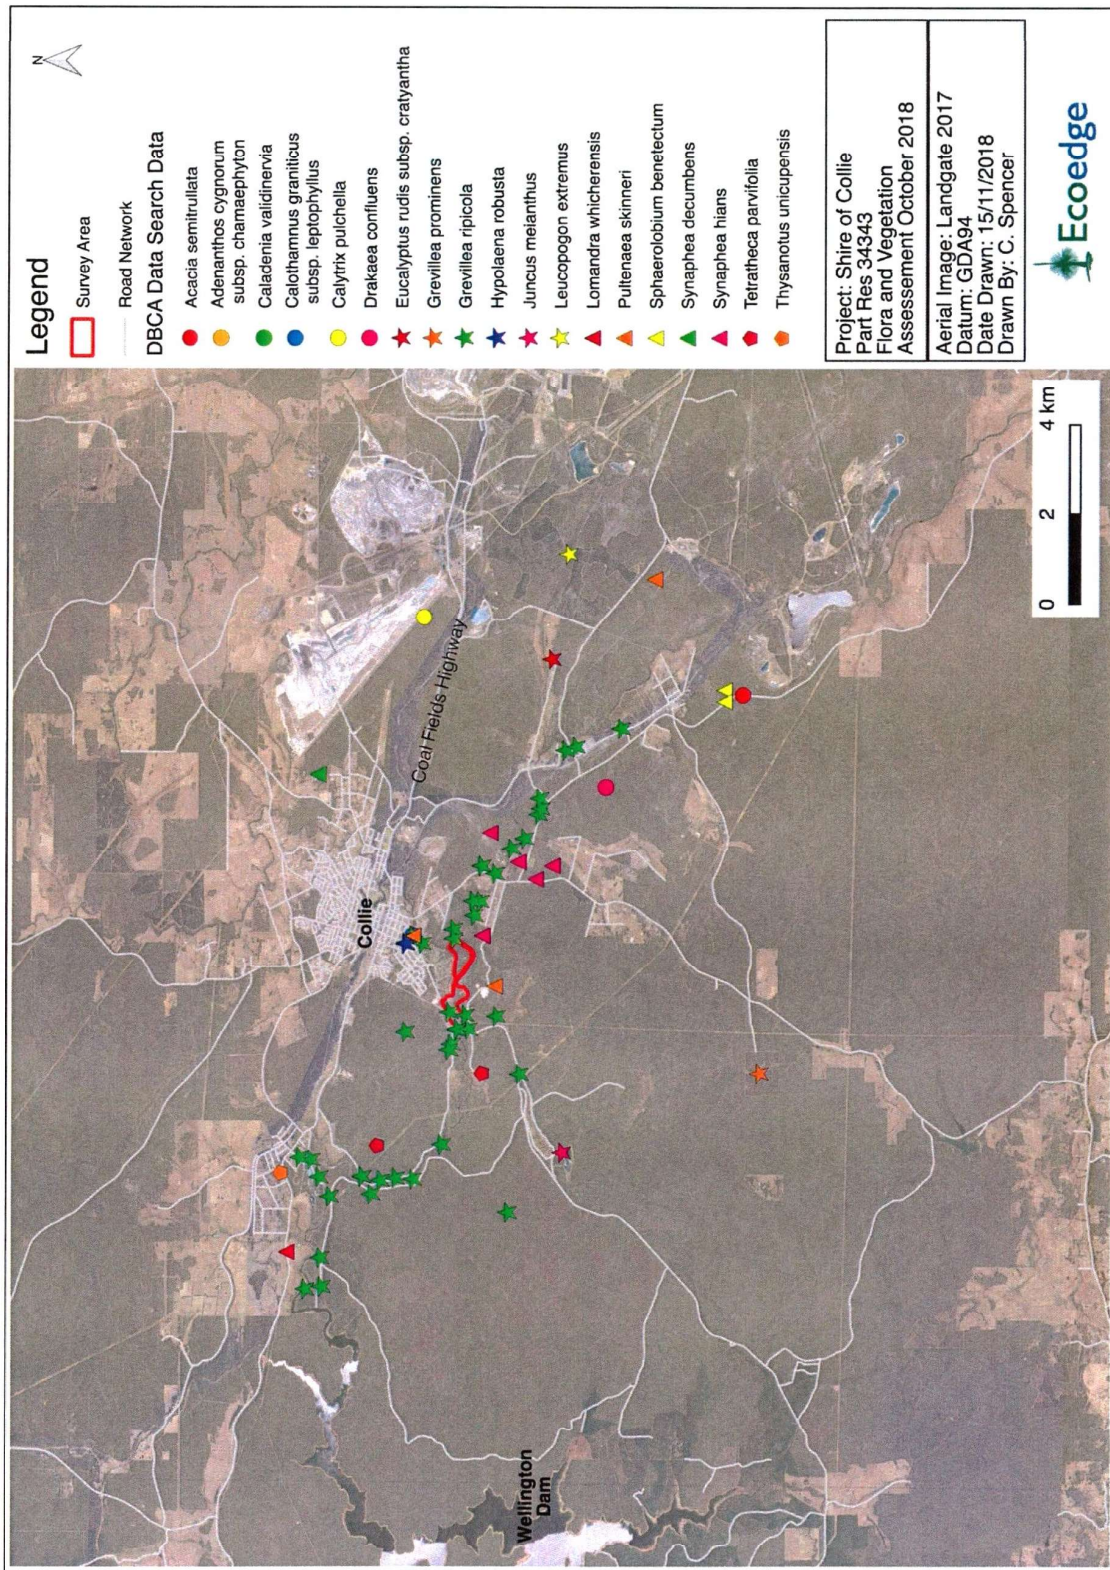 Legend
Survey Area
Road Network
DBCA Data Search Data
Acacia semitrullata
Adenanthos cygnorum
subsp. chamaephyton
Caladenia validinervia
Calothamnus graniticus
subsp. leptophyllus
Calytrix pulchella
Drakaea confluens
Eucalyptus rudis subsp. cratyantha
Grevillea prominens
Grevillea ripicola
Hypolaena robusta
Juncus meianthus
Leucopogon extremus
Lomandra whicherensis
Pultenaea skinneri
Sphaerolobium benetectum
Synaphea decumbens
Synaphea hians
Tetratheca parvifolia
Thysanotus unicupensis
N
Project: Shire of Collie
Part Res 34343
Flora and Vegetation
Assessement October 2018
Aerial Image: Landgate 2017
Datum: GDA94
Date Drawn: 15/11/2018
Drawn By: C. Spencer
Ecoedge
Collie
Coal Fields Highway
Wellington
Dam
0 2 4 km